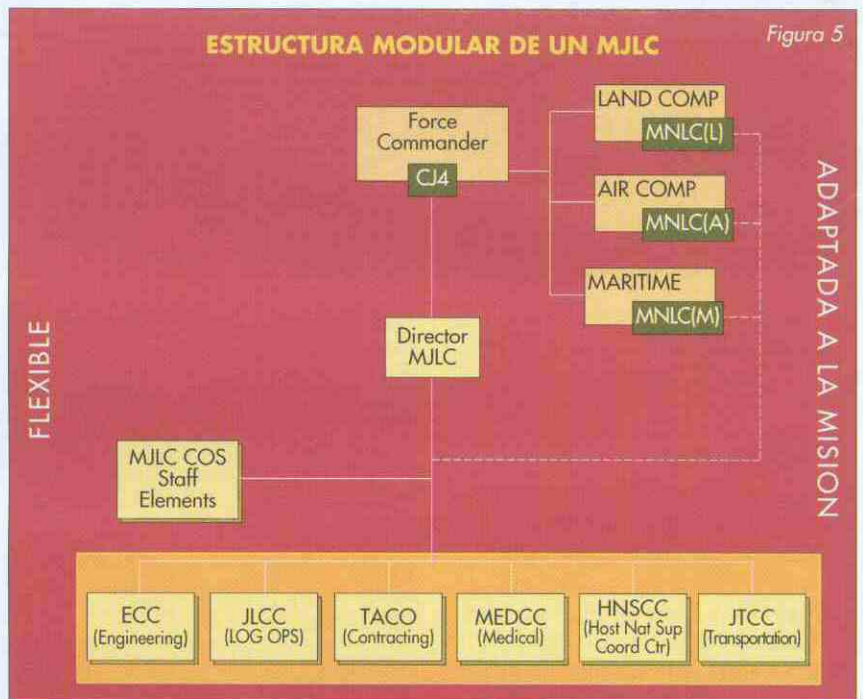 Figura 5
ESTRUCTURA MODULAR DE UN MJLC
Force
Commander
CJ4
LAND COMP
MNLC(L)
AIR COMP
MNLC(A)
MARITIME
MNLC(M)
Director
MJLC
FLEXIBLE
ADAPTADA A LA MISION
MJLC COS
Staff
Elements
ECC
(Engineering)
JLCC
(LOG OPS)
TACO
(Contracting)
MEDCC
(Medical)
HNSCC
(Host Nat Sup
Coord Ctr)
JTCC
(Transportation)